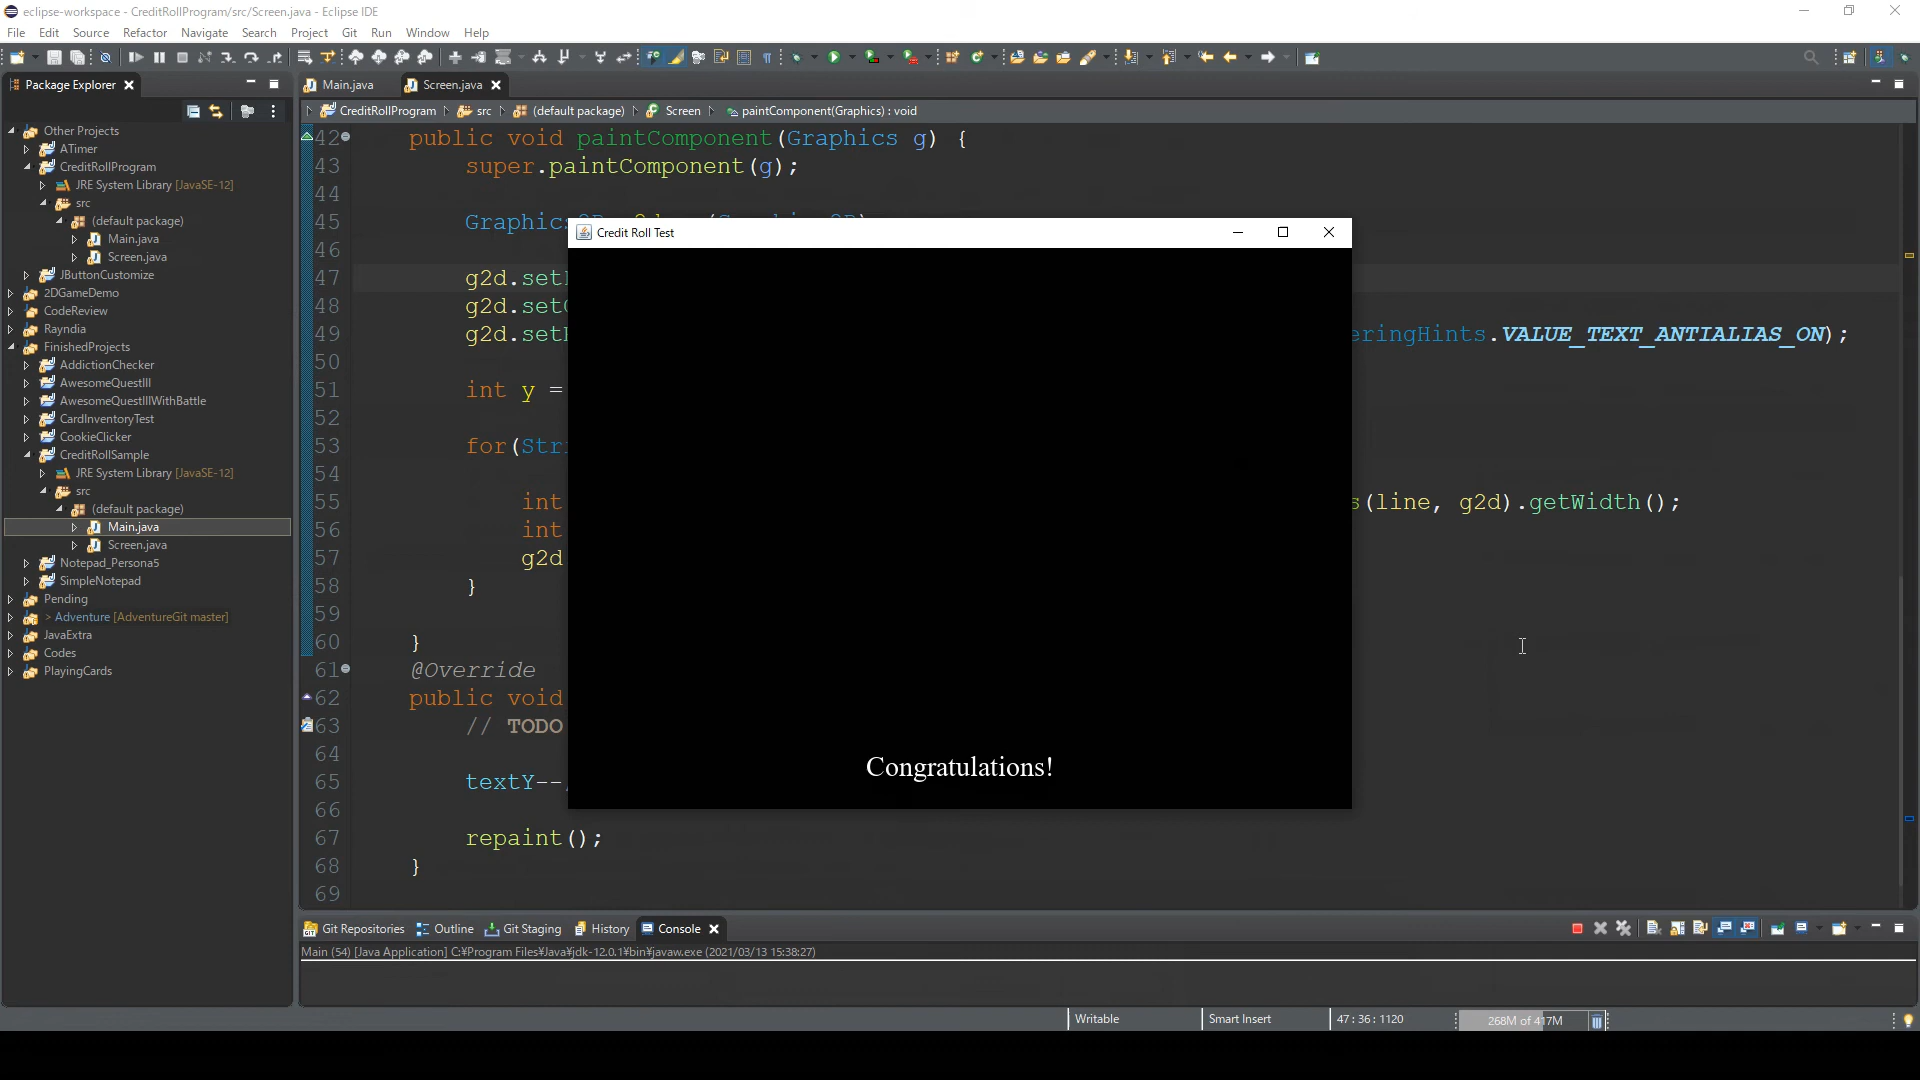 eclipse-workspace - CreditRollProgram/src/Screen.java - Eclipse IDE
File Edit Source Refactor Navigate Search Project Git Run Window Help
Package Explorer
Main.java
Screen.java
CreditRollProgram src (default package) Screen paintComponent(Graphics) : void
Other Projects
ATimer
CreditRollProgram
JRE System Library [JavaSE-12]
src
(default package)
Main.java
Screen.java
JButtonCustomize
2DGameDemo
CodeReview
Rayndia
FinishedProjects
AddictionChecker
AwesomeQuestIII
AwesomeQuestIIIWithBattle
CardInventoryTest
CookieClicker
CreditRollSample
JRE System Library [JavaSE-12]
src
(default package)
Main.java
Screen.java
Notepad_Persona5
SimpleNotepad
Pending
> Adventure [AdventureGit master]
JavaExtra
Codes
PlayingCards
42 public void paintComponent(Graphics g) {
43 super.paintComponent(g);
44
45 Graphics
46
47 g2d.set
48 g2d.set
49 g2d.set eringHints.VALUE_TEXT_ANTIALIAS_ON);
50
51 int y =
52
53 for(Stri
54
55 int s(line, g2d).getWidth();
56 int
57 g2d
58 }
59
60 }
61 @Override
62 public void
63 // TODO
64
65 textY--
66
67 repaint();
68 }
69
Credit Roll Test
Congratulations!
Git Repositories Outline Git Staging History Console
Main (54) [Java Application] C:¥Program Files¥Java¥jdk-12.0.1¥bin¥javaw.exe (2021/03/13 15:38:27)
Writable Smart Insert 47 : 36 : 1120 268M of 417M